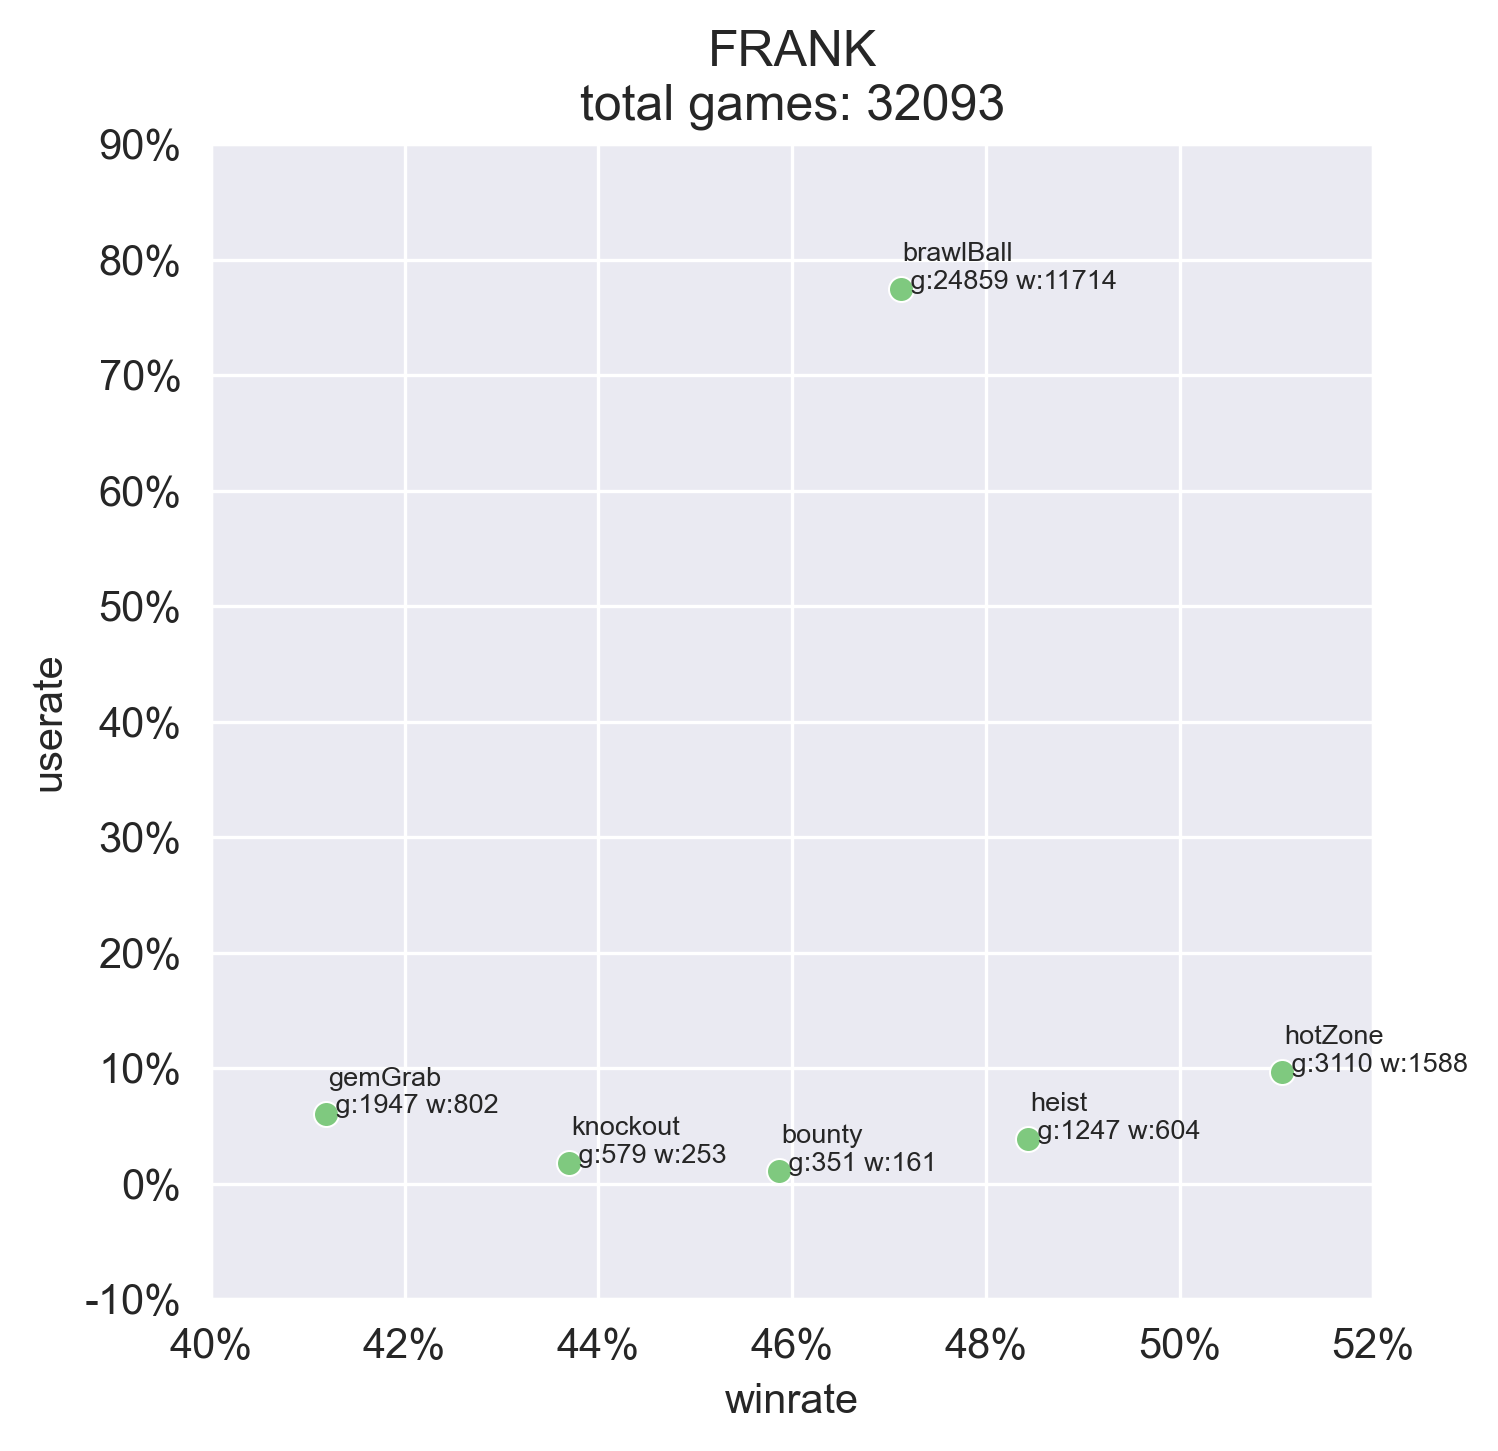 FRANK
total games: 32093
90%
80%
70%
60%
50%
40%
30%
20%
10%
0%
-10%
userate
brawlBall
g:24859 w:11714
hotZone
g:3110 w:1588
gemGrab
g:1947 w:802
heist
g:1247 w:604
knockout
g:579 w:253
bounty
g:351 w:161
40% 42% 44% 46% 48% 50% 52%
winrate